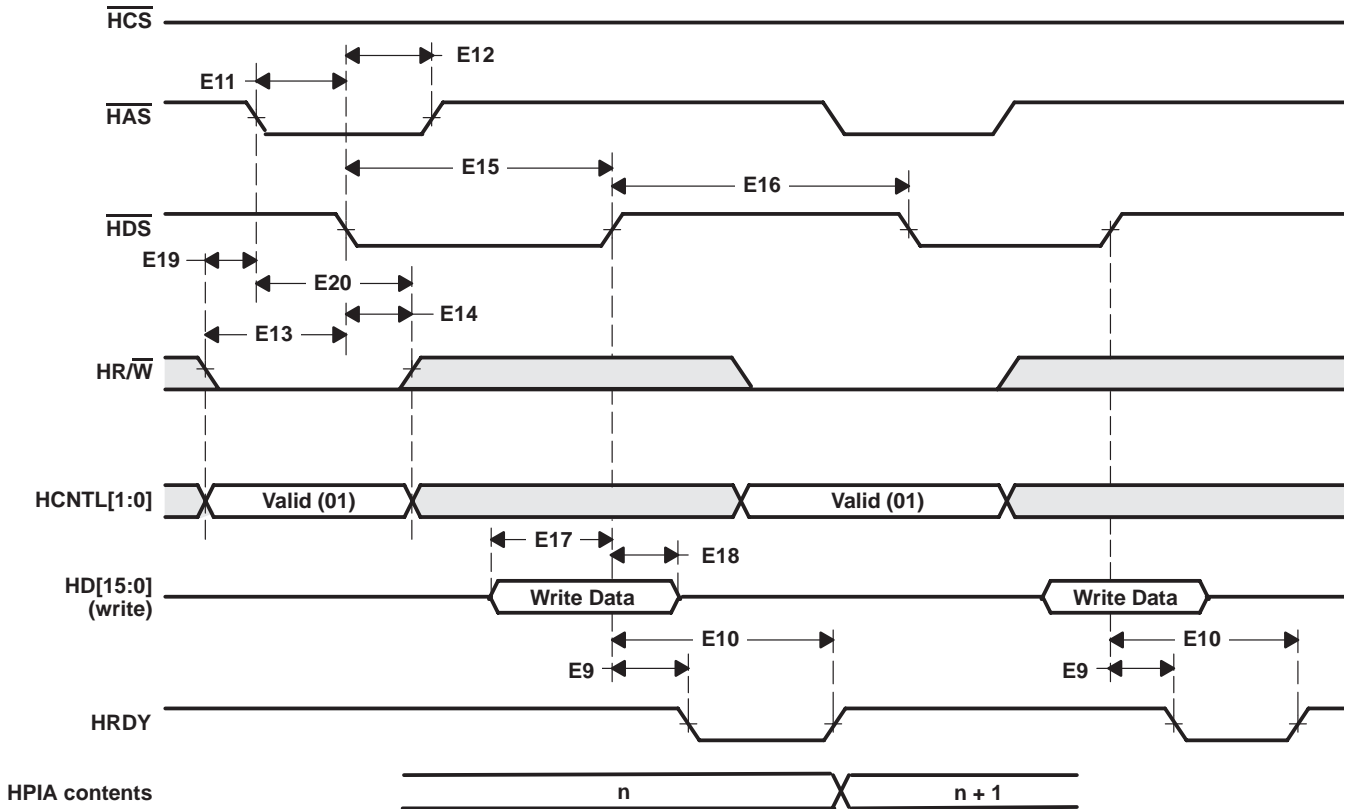 HCS
E12
E11
HAS
E15
E16
HDS
E19
E20
E14
E13
HR/W
HCNTL[1:0]
Valid (01)
Valid (01)
E17
E18
HD[15:0]
(write)
Write Data
Write Data
E10
E10
E9
E9
HRDY
HPIA contents
n
n + 1